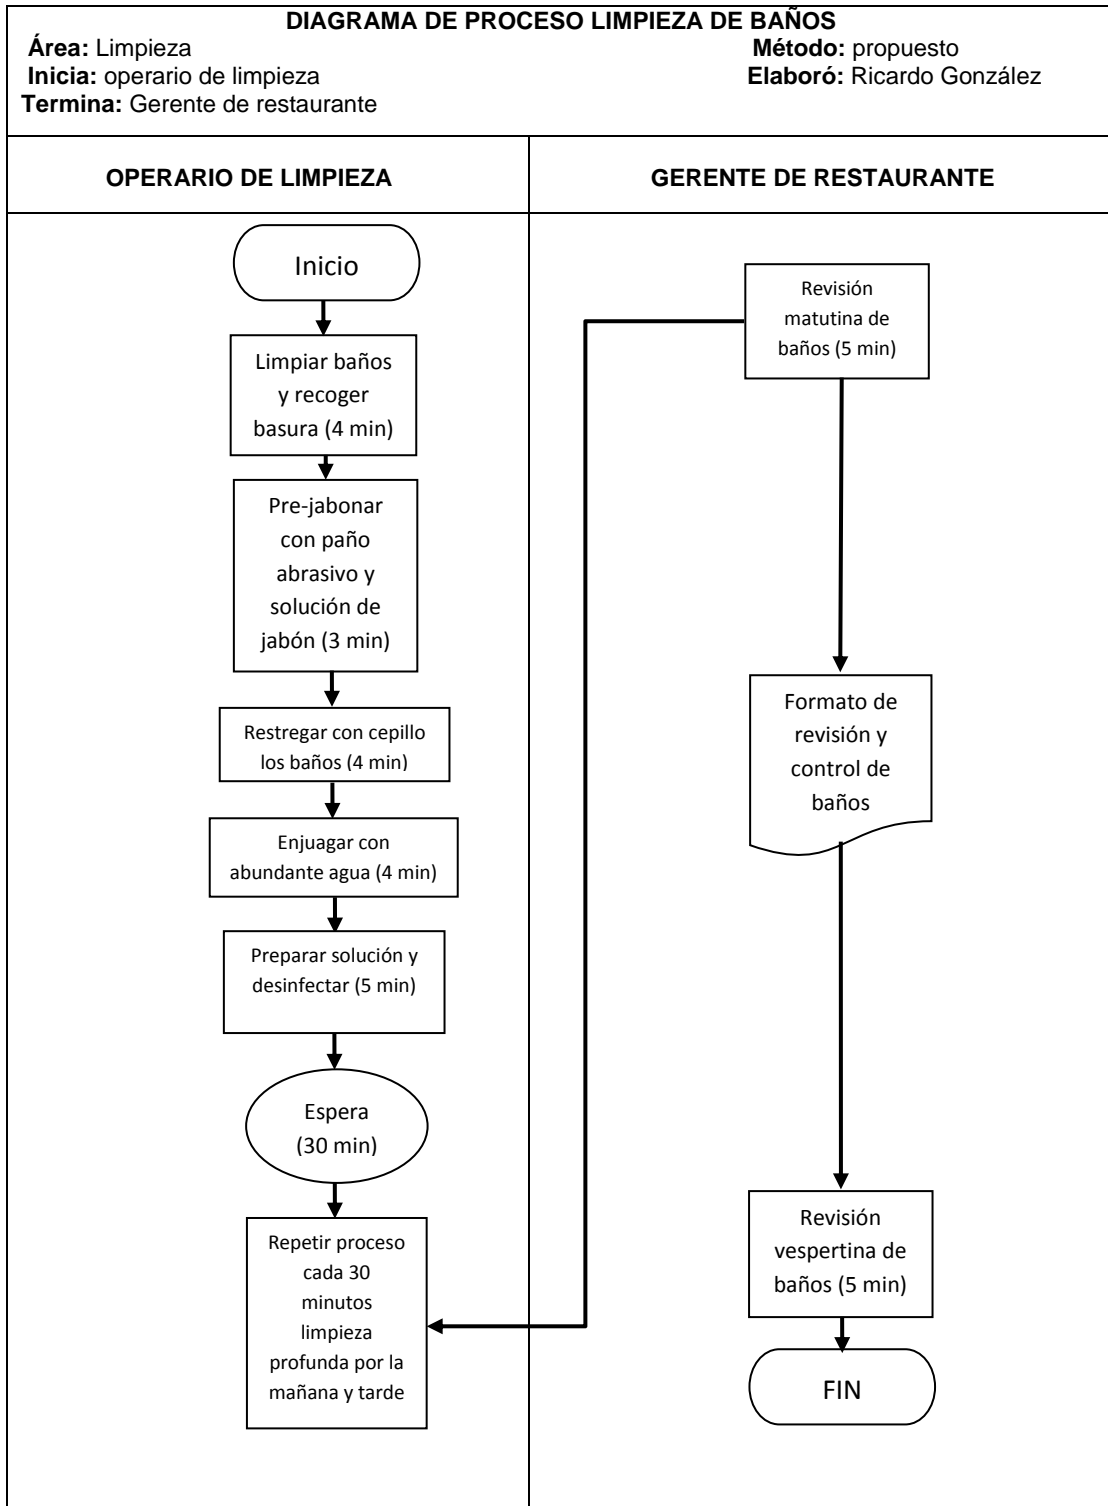 DIAGRAMA DE PROCESO LIMPIEZA DE BAÑOS
Área: Limpieza
Método: propuesto
Inicia: operario de limpieza
Elaboró: Ricardo González
Termina: Gerente de restaurante
OPERARIO DE LIMPIEZA
GERENTE DE RESTAURANTE
Inicio
Limpiar baños
y recoger
basura (4 min)
Pre-jabonar
con paño
abrasivo y
solución de
jabón (3 min)
Restregar con cepillo
los baños (4 min)
Enjuagar con
abundante agua (4 min)
Preparar solución y
desinfectar (5 min)
Espera
(30 min)
Repetir proceso
cada 30
minutos
limpieza
profunda por la
mañana y tarde
Revisión
matutina de
baños (5 min)
Formato de
revisión y
control de
baños
Revisión
vespertina de
baños (5 min)
FIN